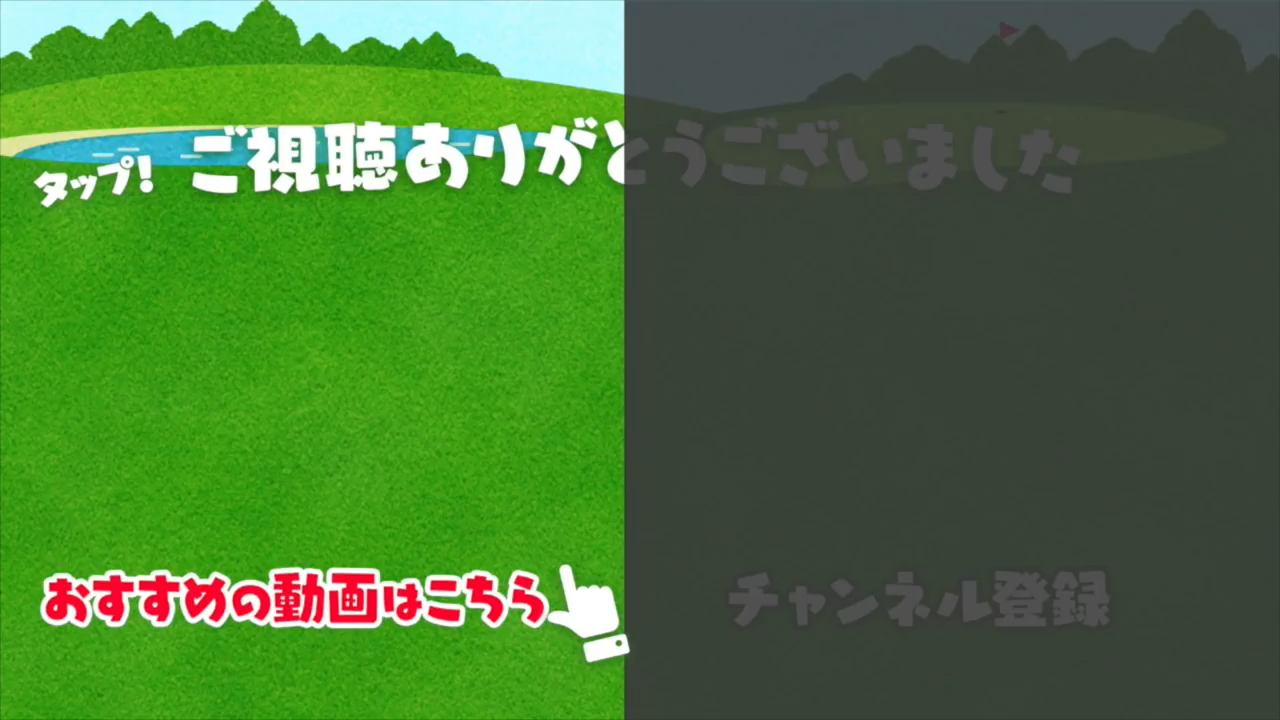 ご視聴ありがとうございました
タップ!
おすすめの動画はこちら
チャンネル登録